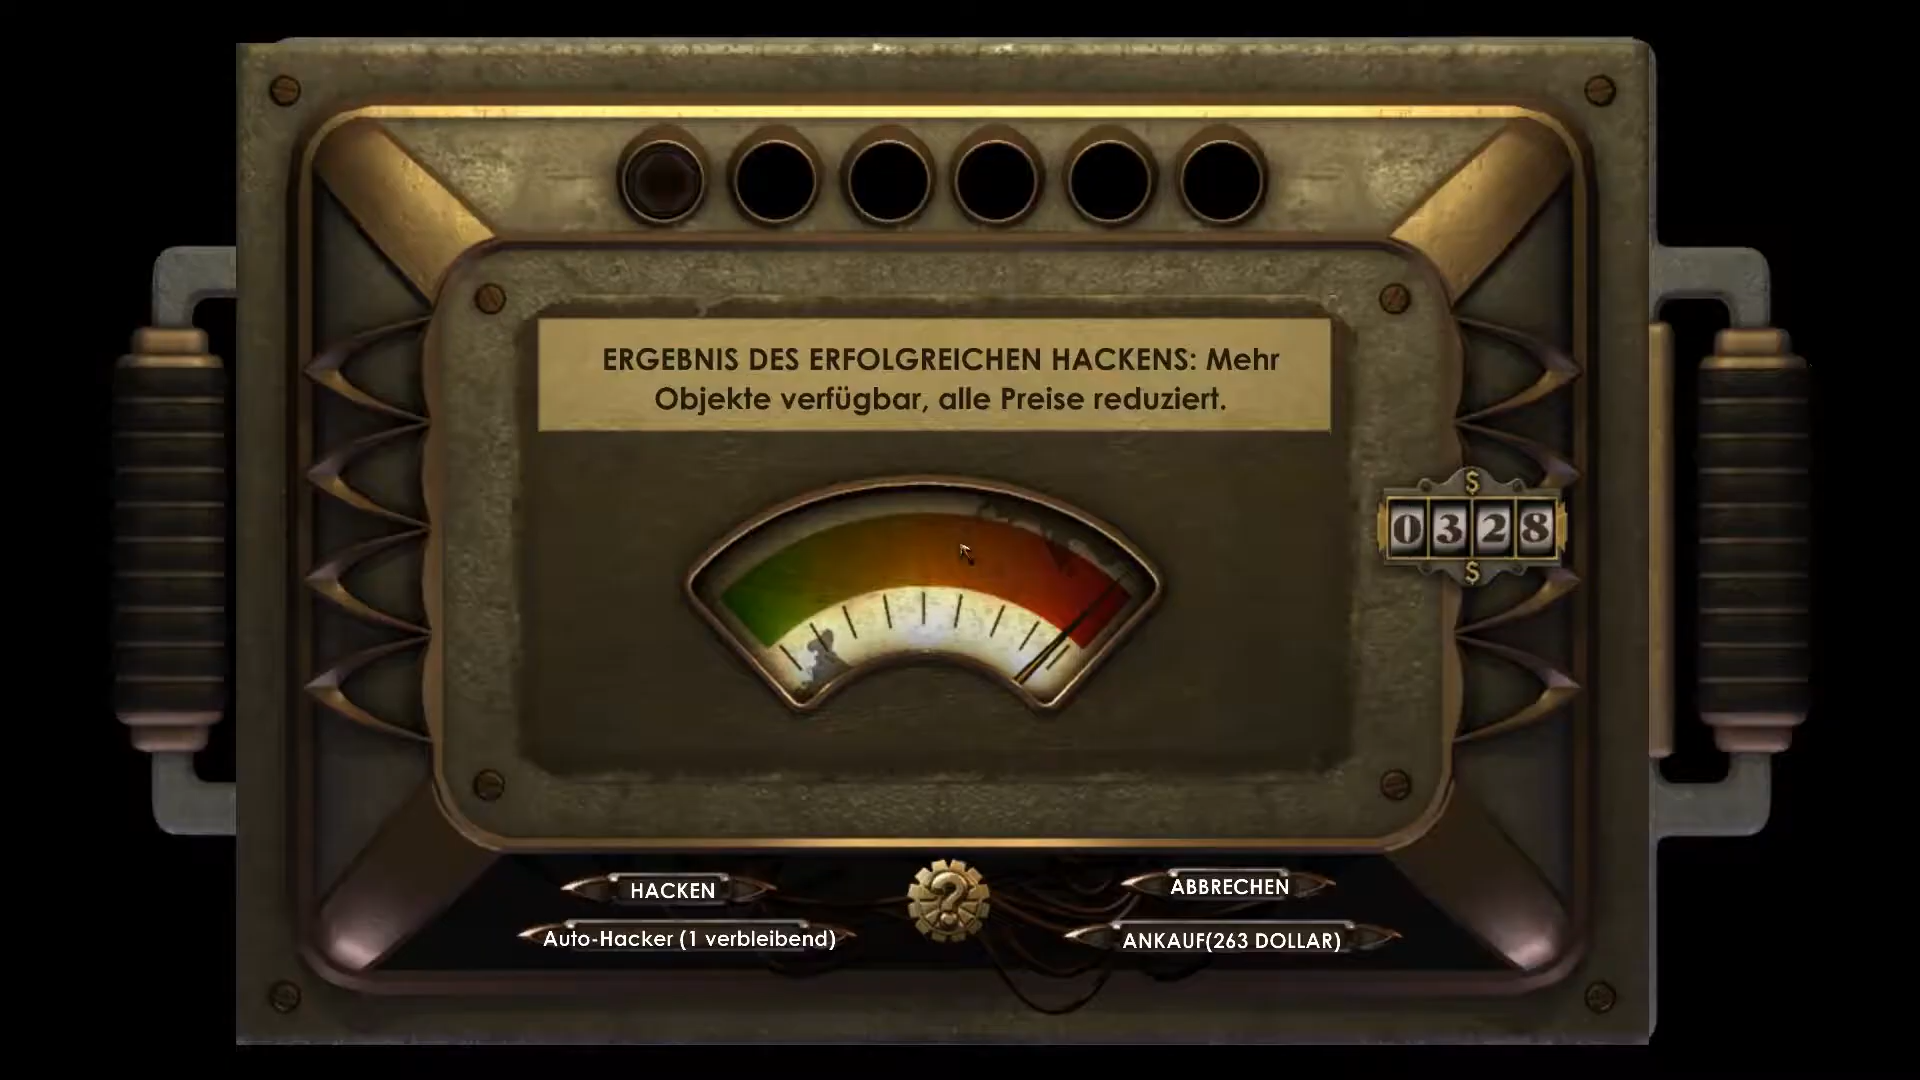 ERGEBNIS DES ERFOLGREICHEN HACKENS: Mehr
Objekte verfügbar, alle Preise reduziert.
$
0328
$
HACKEN
?
ABBRECHEN
Auto-Hacker (1 verbleibend)
ANKAUF(263 DOLLAR)